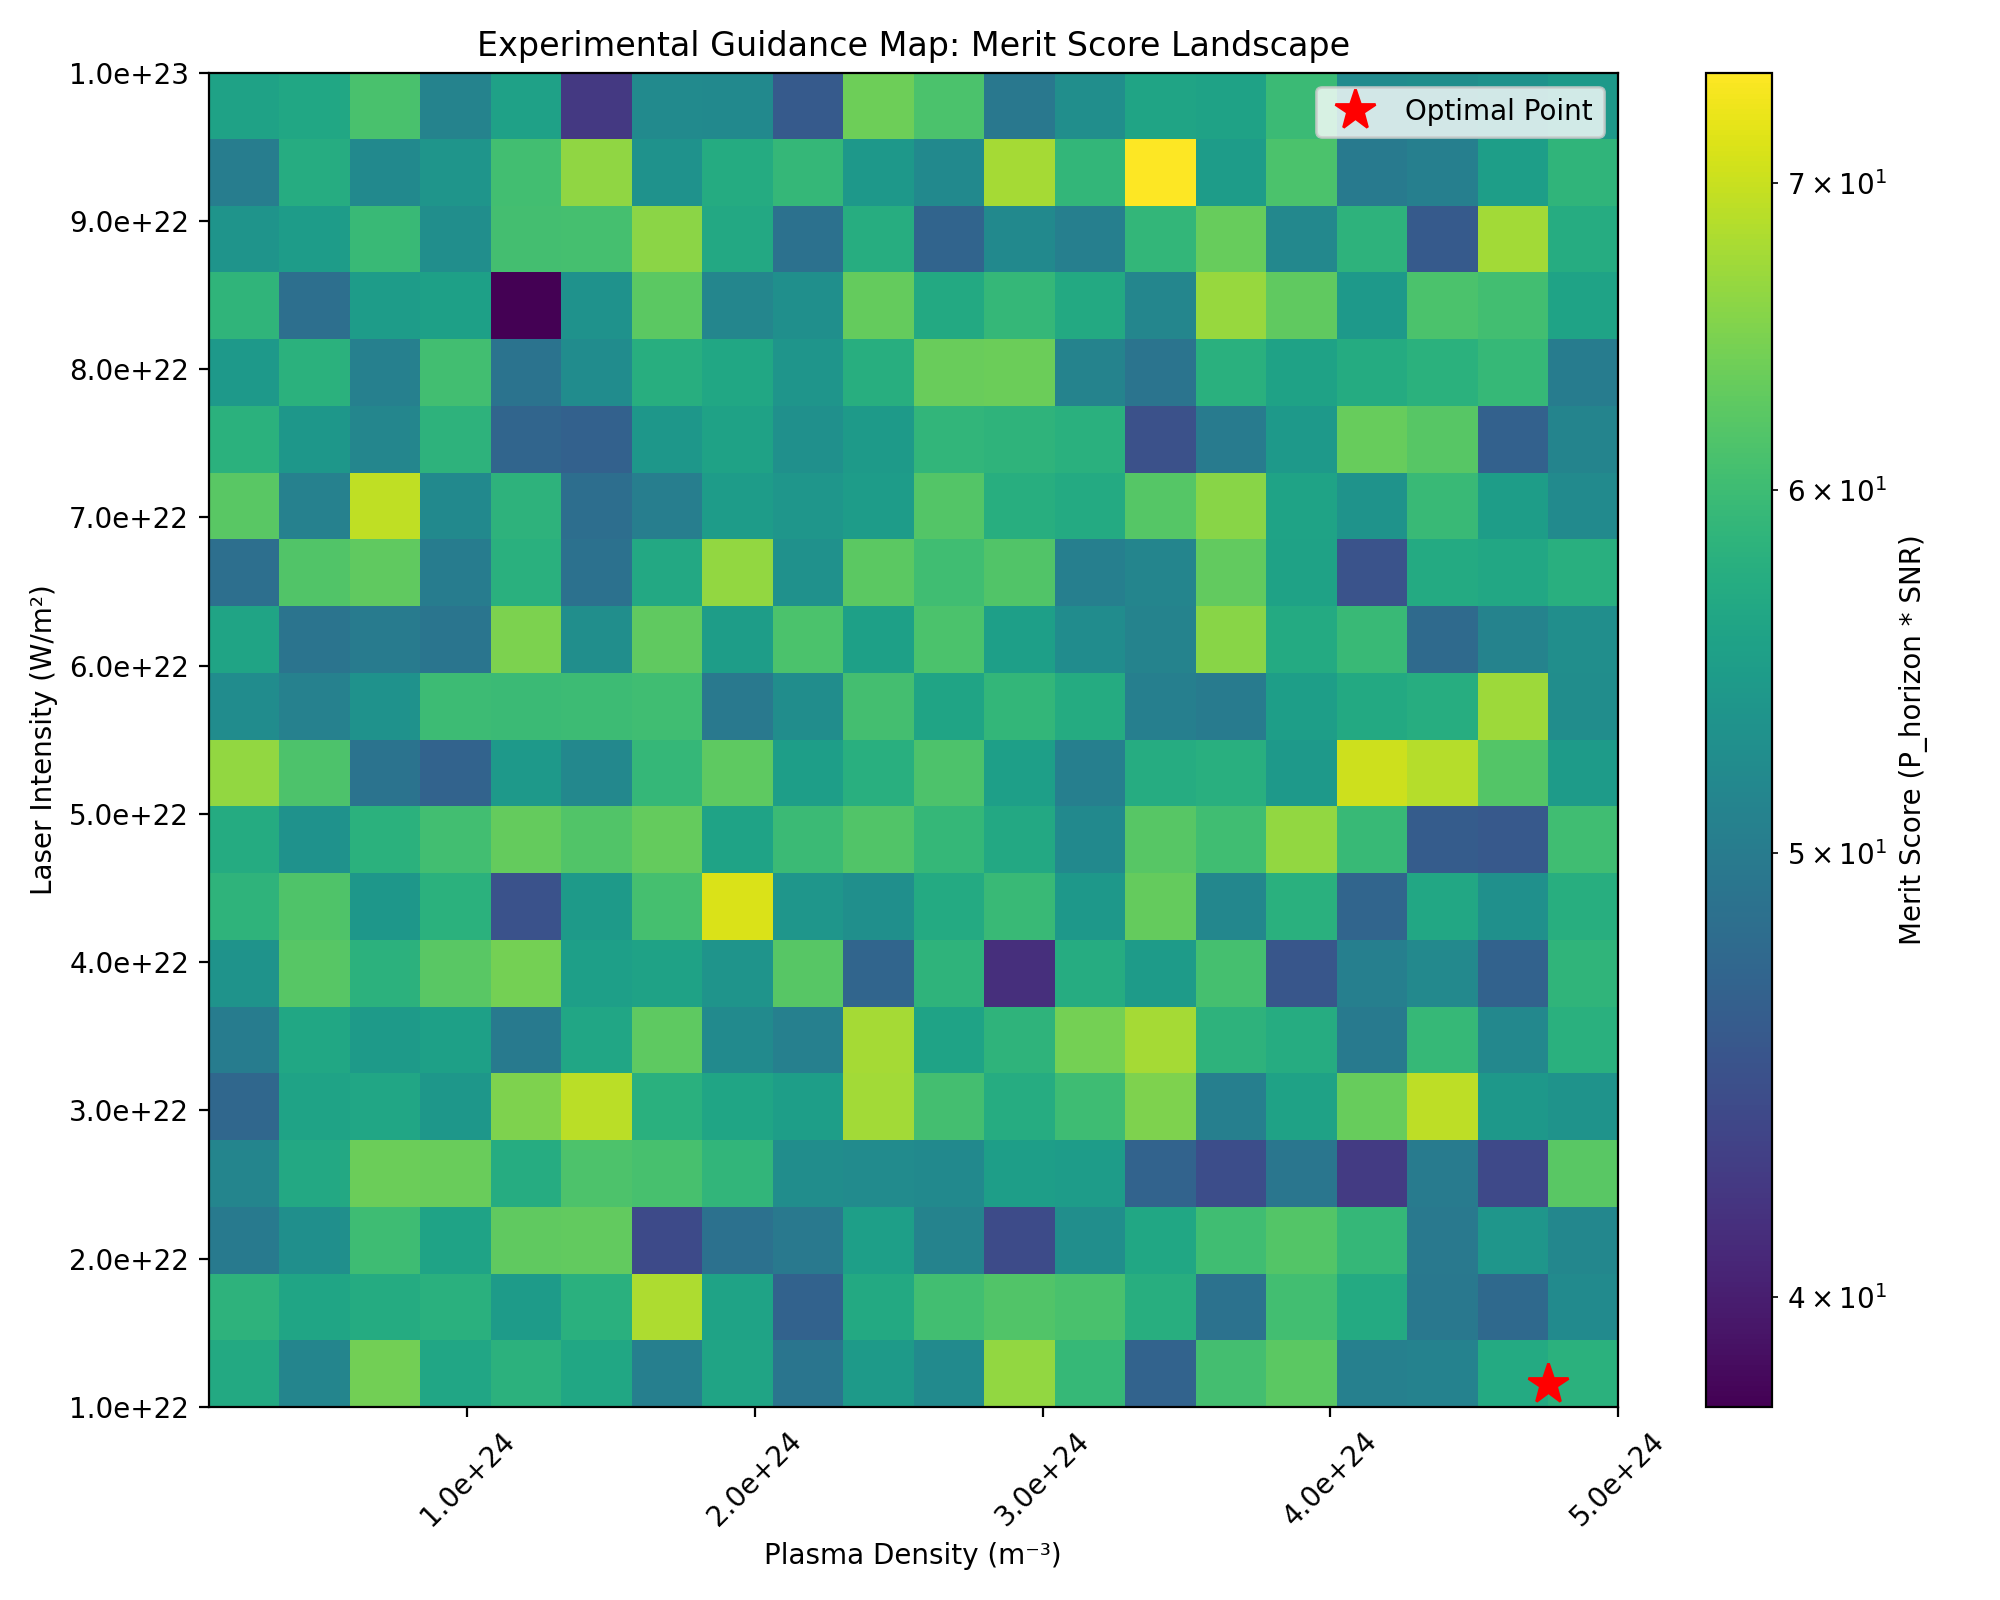 Experimental Guidance Map: Merit Score Landscape
Optimal Point
1.0e+23
9.0e+22
8.0e+22
7.0e+22
6.0e+22
5.0e+22
4.0e+22
3.0e+22
2.0e+22
1.0e+22
Laser Intensity (W/m²)
1.0e+24
2.0e+24
3.0e+24
4.0e+24
5.0e+24
Plasma Density (m⁻³)
7 × 10¹
6 × 10¹
5 × 10¹
4 × 10¹
Merit Score (P_horizon * SNR)